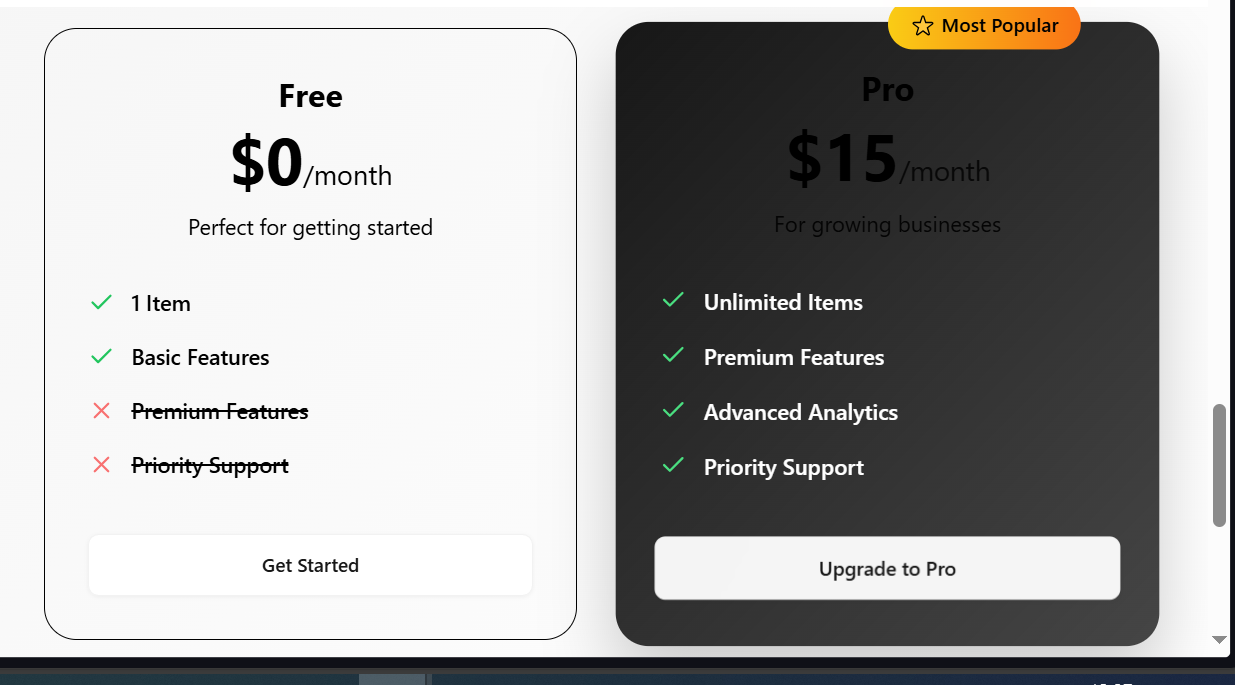 Most Popular
Free
$0/month
Perfect for getting started
1 Item
Basic Features
Premium Features
Priority Support
Get Started
Pro
$15/month
For growing businesses
Unlimited Items
Premium Features
Advanced Analytics
Priority Support
Upgrade to Pro